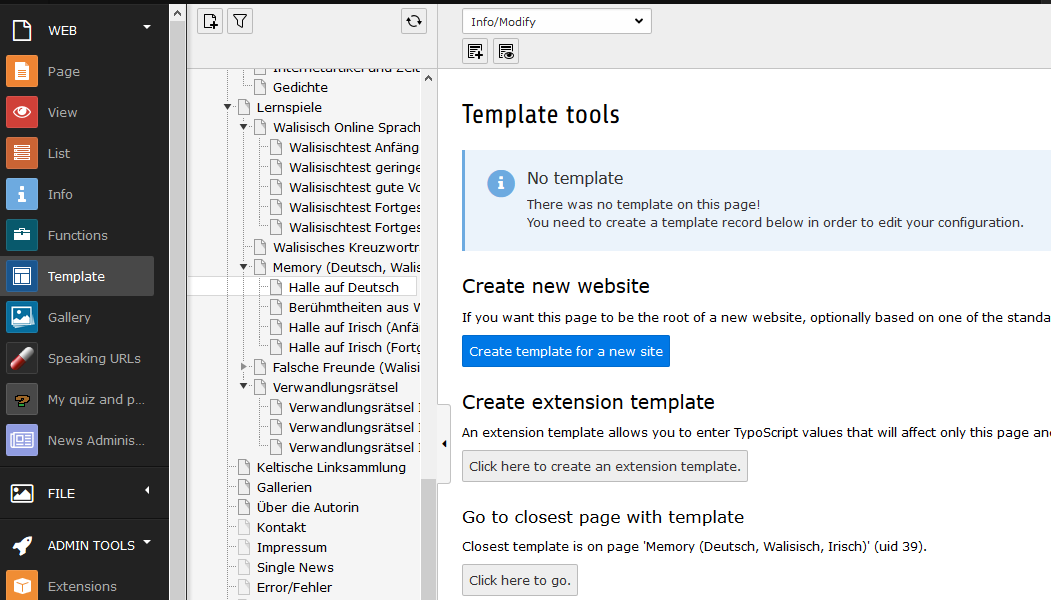 WEB
Page
View
List
Info
Functions
Template
Gallery
Speaking URLs
My quiz and p...
News Adminis...
FILE
ADMIN TOOLS
Extensions
Internetartikel und Zeit
Gedichte
Lernspiele
Walisisch Online Sprach
Walisischtest Anfäng
Walisischtest geringe
Walisischtest gute Vo
Walisischtest Fortges
Walisischtest Fortges
Walisisches Kreuzwortr
Memory (Deutsch, Walis
Halle auf Deutsch
Berühmtheiten aus W
Halle auf Irisch (Anfä
Halle auf Irisch (Fortg
Falsche Freunde (Walisi
Verwandlungsrätsel
Verwandlungsrätsel
Verwandlungsrätsel
Verwandlungsrätsel
Keltische Linksammlung
Gallerien
Über die Autorin
Kontakt
Impressum
Single News
Error/Fehler
Info/Modify
Template tools
No template
There was no template on this page!
You need to create a template record below in order to edit your configuration.
Create new website
If you want this page to be the root of a new website, optionally based on one of the standa
Create template for a new site
Create extension template
An extension template allows you to enter TypoScript values that will affect only this page and
Click here to create an extension template.
Go to closest page with template
Closest template is on page 'Memory (Deutsch, Walisisch, Irisch)' (uid 39).
Click here to go.